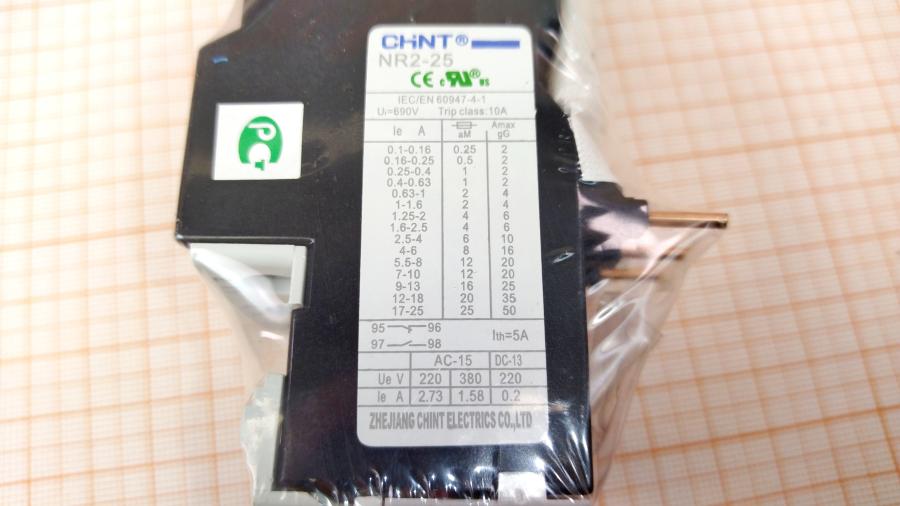 CHNT®
NR2-25
CE c UR® us
IEC/EN 60947-4-1
Ui=690V Trip class:10A
Ie A aM Amax gG
0.1-0.16 0.25 2
0.16-0.25 0.5 2
0.25-0.4 1 2
0.4-0.63 1 2
0.63-1 2 4
1-1.6 2 4
1.25-2 4 6
1.6-2.5 4 6
2.5-4 6 10
4-6 8 16
5.5-8 12 20
7-10 12 20
9-13 16 25
12-18 20 35
17-25 25 50
95 96
97 98
Ith=5A
AC-15 DC-13
Ue V 220 380 220
Ie A 2.73 1.58 0.2
ZHEJIANG CHINT ELECTRICS CO.,LTD
РСТ